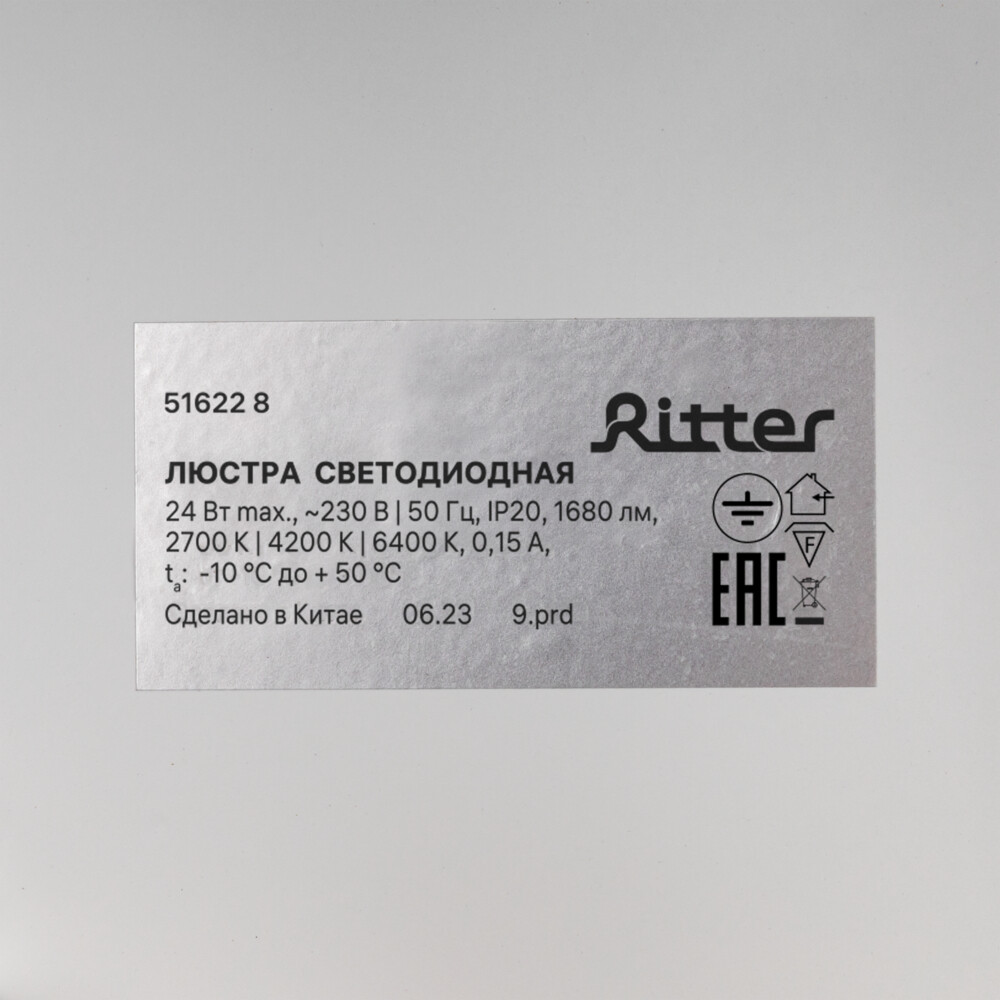 51622 8
Ritter
ЛЮСТРА СВЕТОДИОДНАЯ
24 Вт max., ~230 В | 50 Гц, IP20, 1680 лм,
2700 К | 4200 К | 6400 К, 0,15 А,
ta: -10 °C до + 50 °C
Сделано в Китае 06.23 9.prd
F
EAC